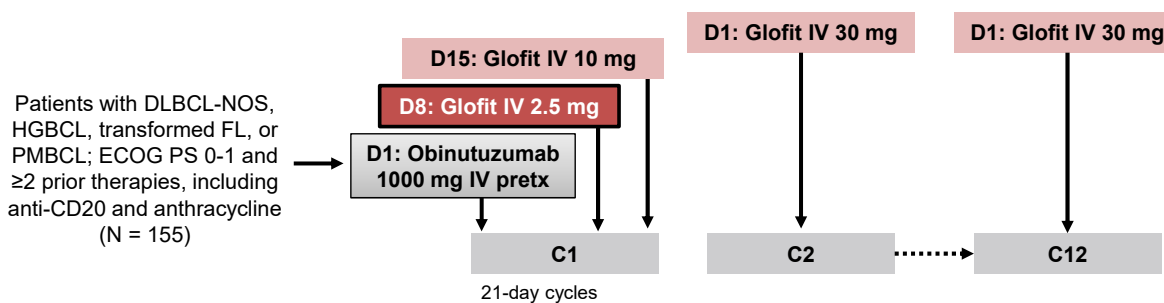 Patients with DLBCL-NOS,
HGBCL, transformed FL, or
PMBCL; ECOG PS 0-1 and
≥2 prior therapies, including
anti-CD20 and anthracycline
(N = 155)
D15: Glofit IV 10 mg
D8: Glofit IV 2.5 mg
D1: Obinutuzumab
1000 mg IV pretx
C1
21-day cycles
D1: Glofit IV 30 mg
C2
D1: Glofit IV 30 mg
C12